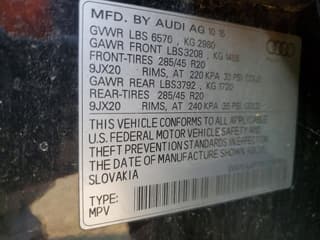 MFD. BY AUDI AG 10 15
GVWR LBS 6570 , KG 2980
GAWR FRONT LBS3208 , KG
FRONT-TIRES 285/45 R20
9JX20 RIMS, AT 220 KPA
GAWR REAR LBS3792 , KG 1720
REAR-TIRES 285/45 R20
9JX20 RIMS, AT 240 KPA
THIS VEHICLE CONFORMS TO ALL APPLICABLE
U.S. FEDERAL MOTOR VEHICLE SAFETY AND
THEFT PREVENTION STANDARDS IN EFFECT ON
THE DATE OF MANUFACTURE SHOWN
SLOVAKIA
TYPE:
MPV